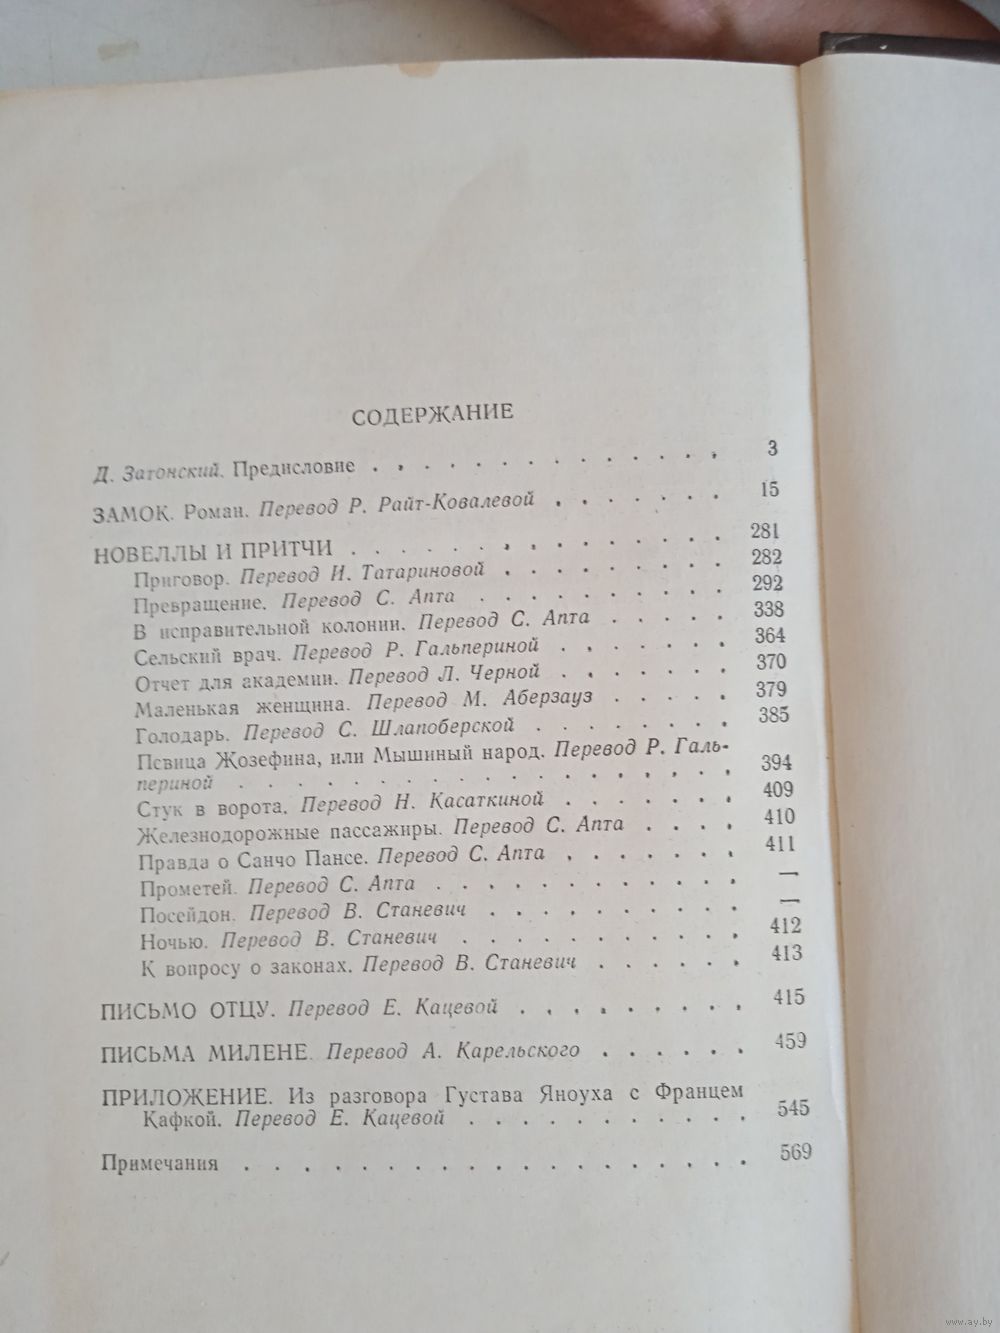 СОДЕРЖАНИЕ
Д. Затонский. Предисловие . . . . . . . . . . . . . 3
ЗАМОК. Роман. Перевод Р. Райт-Ковалевой . . . . . . . 15
НОВЕЛЛЫ И ПРИТЧИ . . . . . . . . . . . . . . 281
Приговор. Перевод И. Татариновой . . . . . . . . . 282
Превращение. Перевод С. Апта . . . . . . . . . . 292
В исправительной колонии. Перевод С. Апта . . . . . 338
Сельский врач. Перевод Р. Гальпериной . . . . . . . 364
Отчет для академии. Перевод Л. Черной . . . . . . . 370
Маленькая женщина. Перевод М. Аберзауз . . . . . 379
Голодарь. Перевод С. Шлапоберской . . . . . . . . 385
Певица Жозефина, или Мышиный народ. Перевод Р. Галь-
периной . . . . . . . . . . . . . . . . . . 394
Стук в ворота. Перевод Н. Касаткиной . . . . . . . 409
Железнодорожные пассажиры. Перевод С. Апта . . . . 410
Правда о Санчо Пансе. Перевод С. Апта . . . . . . . 411
Прометей. Перевод С. Апта . . . . . . . . . . . . —
Посейдон. Перевод В. Станевич . . . . . . . . . . —
Ночью. Перевод В. Станевич . . . . . . . . . . . 412
К вопросу о законах. Перевод В. Станевич . . . . . . 413
ПИСЬМО ОТЦУ. Перевод Е. Кацевой . . . . . . . . . 415
ПИСЬМА МИЛЕНЕ. Перевод А. Карельского . . . . . . 459
ПРИЛОЖЕНИЕ. Из разговора Густава Яноуха с Францем
Кафкой. Перевод Е. Кацевой . . . . . . . . . . . 545
Примечания . . . . . . . . . . . . . . . . . . 569
www.ay.by